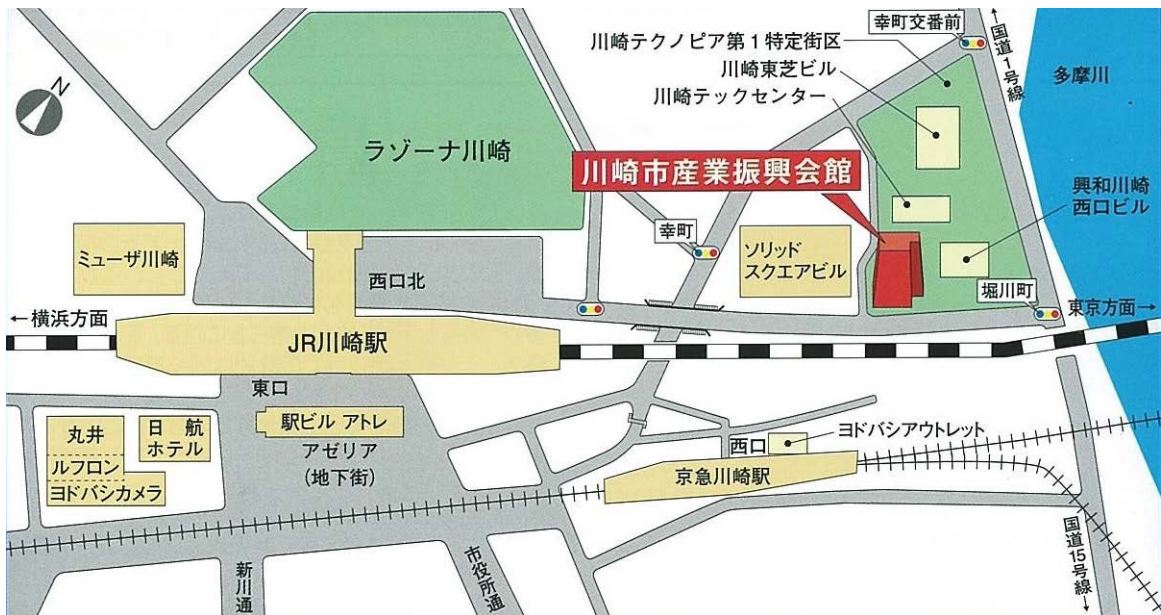 幸町交番前
←国道1号線
川崎テクノピア第1特定街区
川崎東芝ビル
川崎テックセンター
多摩川
N
ラゾーナ川崎
川崎市産業振興会館
興和川崎
西口ビル
幸町
ミューザ川崎
西口北
ソリッド
スクエアビル
堀川町
←横浜方面
東京方面→
JR川崎駅
東口
丸井
ルフロン
ヨドバシカメラ
日航
ホテル
駅ビル アトレ
アゼリア
(地下街)
西口
ヨドバシアウトレット
京急川崎駅
新川通
市役所通
国道15号線→